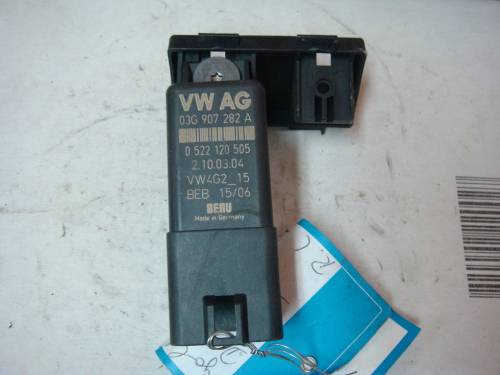 VW AG
03G 907 282 A
0 522 120 505
2.10.03.04
VW4G2_15
BEB 15/06
BERU
Made in Germany